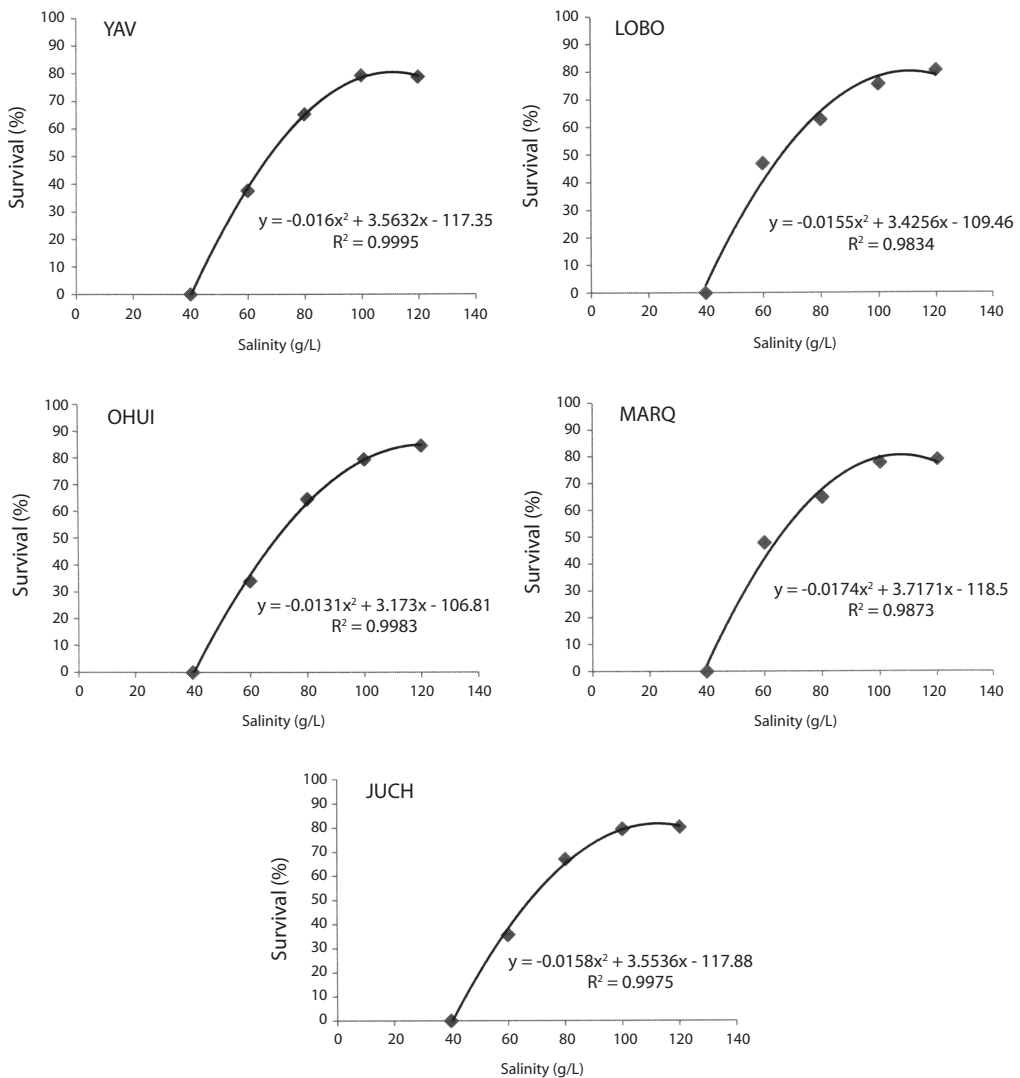 YAV
100
90
80
70
60
50
40
30
20
10
0
Survival (%)
y = -0.016x² + 3.5632x - 117.35
R² = 0.9995
0 20 40 60 80 100 120 140
Salinity (g/L)
LOBO
100
90
80
70
60
50
40
30
20
10
0
Survival (%)
y = -0.0155x² + 3.4256x - 109.46
R² = 0.9834
0 20 40 60 80 100 120 140
Salinity (g/L)
OHUI
100
90
80
70
60
50
40
30
20
10
0
Survival (%)
y = -0.0131x² + 3.173x - 106.81
R² = 0.9983
0 20 40 60 80 100 120 140
Salinity (g/L)
MARQ
100
90
80
70
60
50
40
30
20
10
0
Survival (%)
y = -0.0174x² + 3.7171x - 118.5
R² = 0.9873
0 20 40 60 80 100 120 140
Salinity (g/L)
JUCH
100
90
80
70
60
50
40
30
20
10
0
Survival (%)
y = -0.0158x² + 3.5536x - 117.88
R² = 0.9975
0 20 40 60 80 100 120 140
Salinity (g/L)